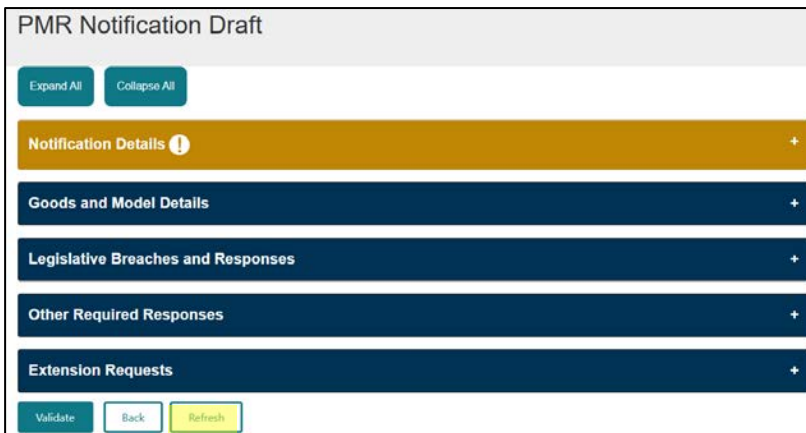 PMR Notification Draft
Expand All Collapse All
Notification Details ! +
Goods and Model Details +
Legislative Breaches and Responses +
Other Required Responses +
Extension Requests +
Validate Back Refresh